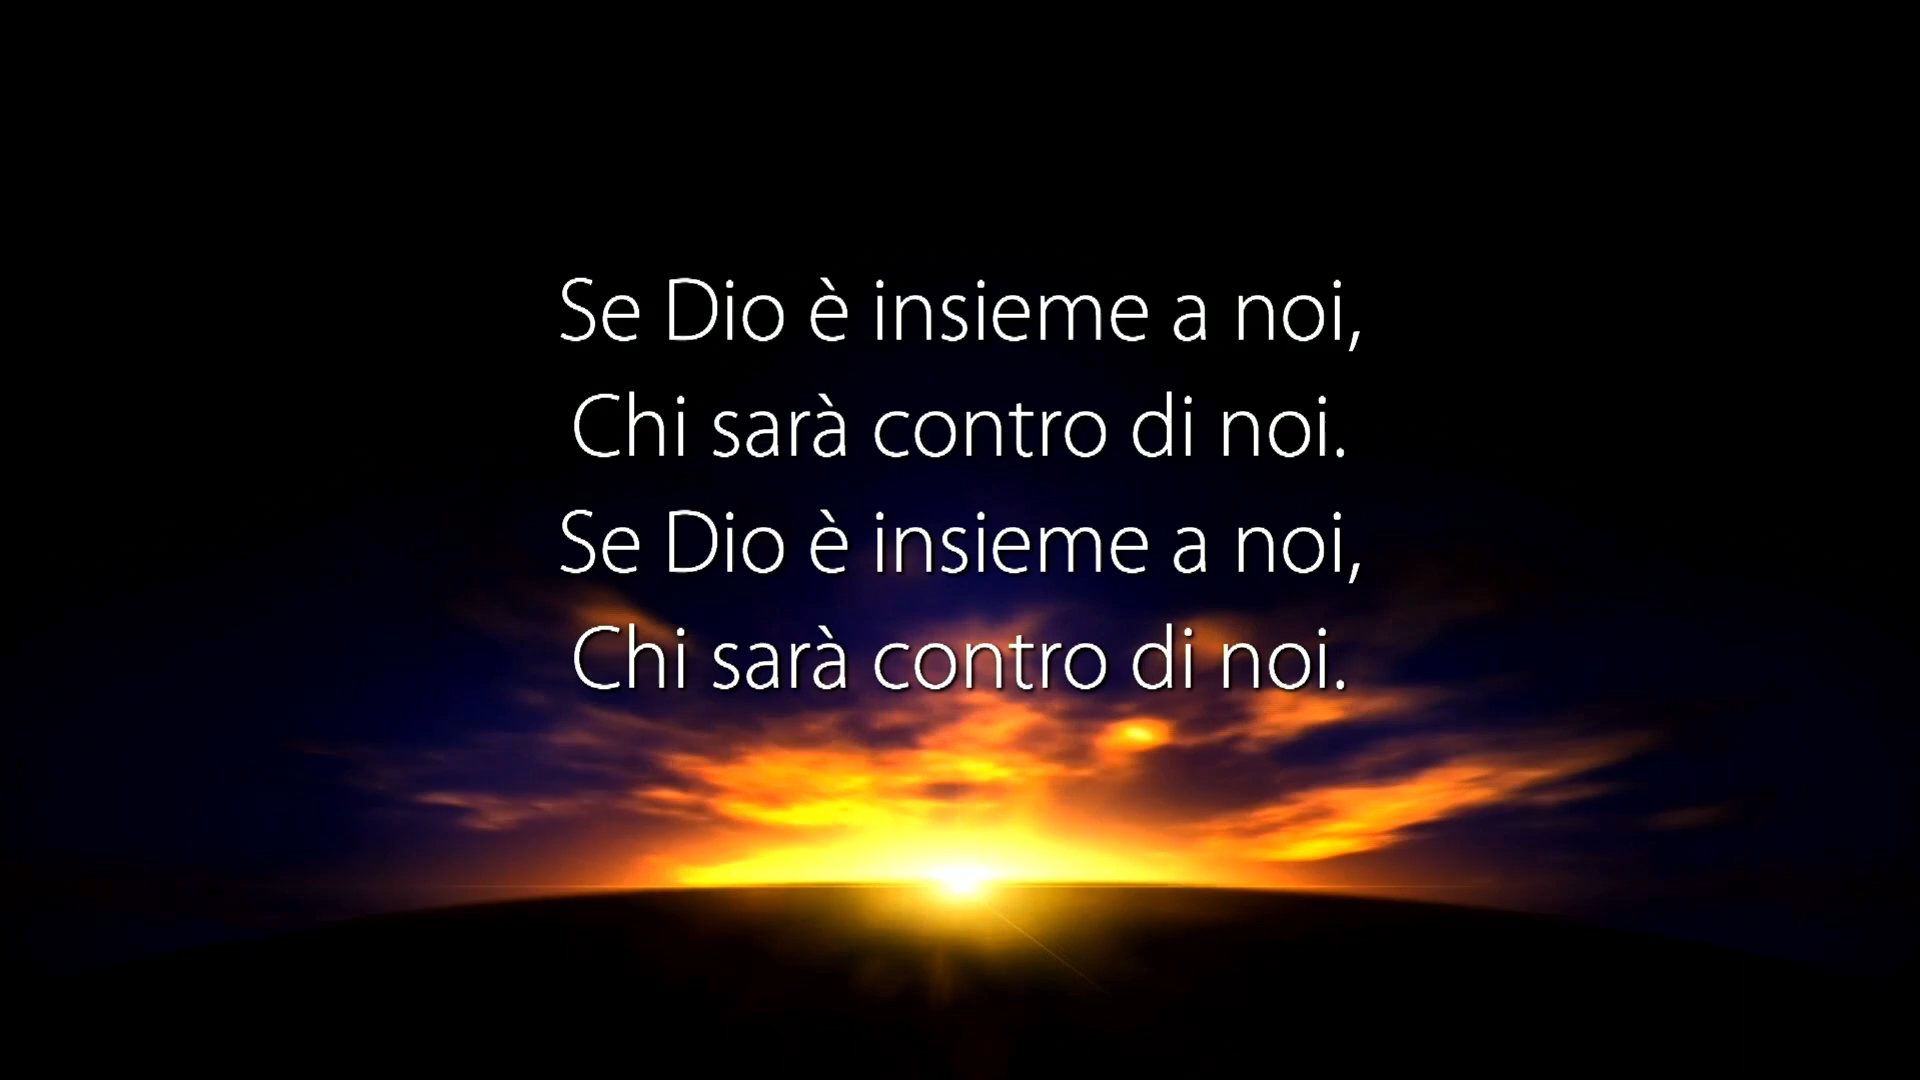 Se Dio è insieme a noi,
Chi sarà contro di noi.
Se Dio è insieme a noi,
Chi sarà contro di noi.